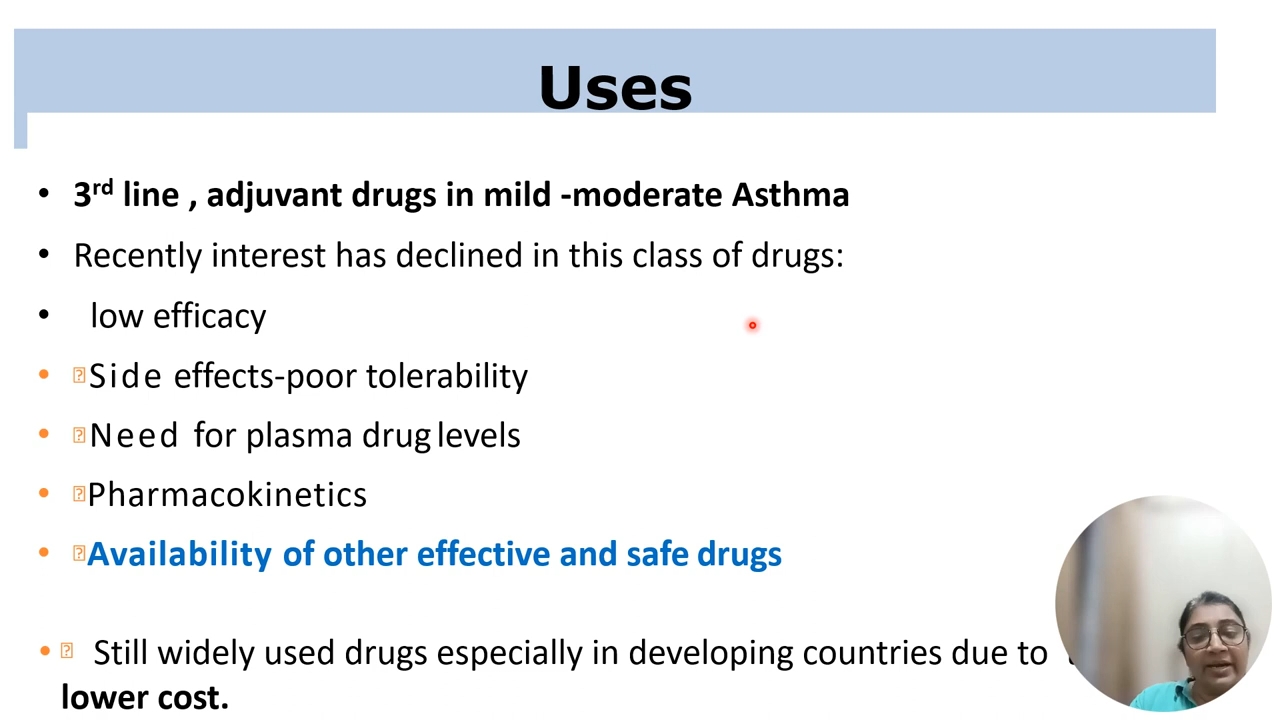 Uses
• 3rd line , adjuvant drugs in mild -moderate Asthma
• Recently interest has declined in this class of drugs:
• low efficacy
• Side effects-poor tolerability
• Need for plasma drug levels
• Pharmacokinetics
• Availability of other effective and safe drugs
• Still widely used drugs especially in developing countries due to
lower cost.